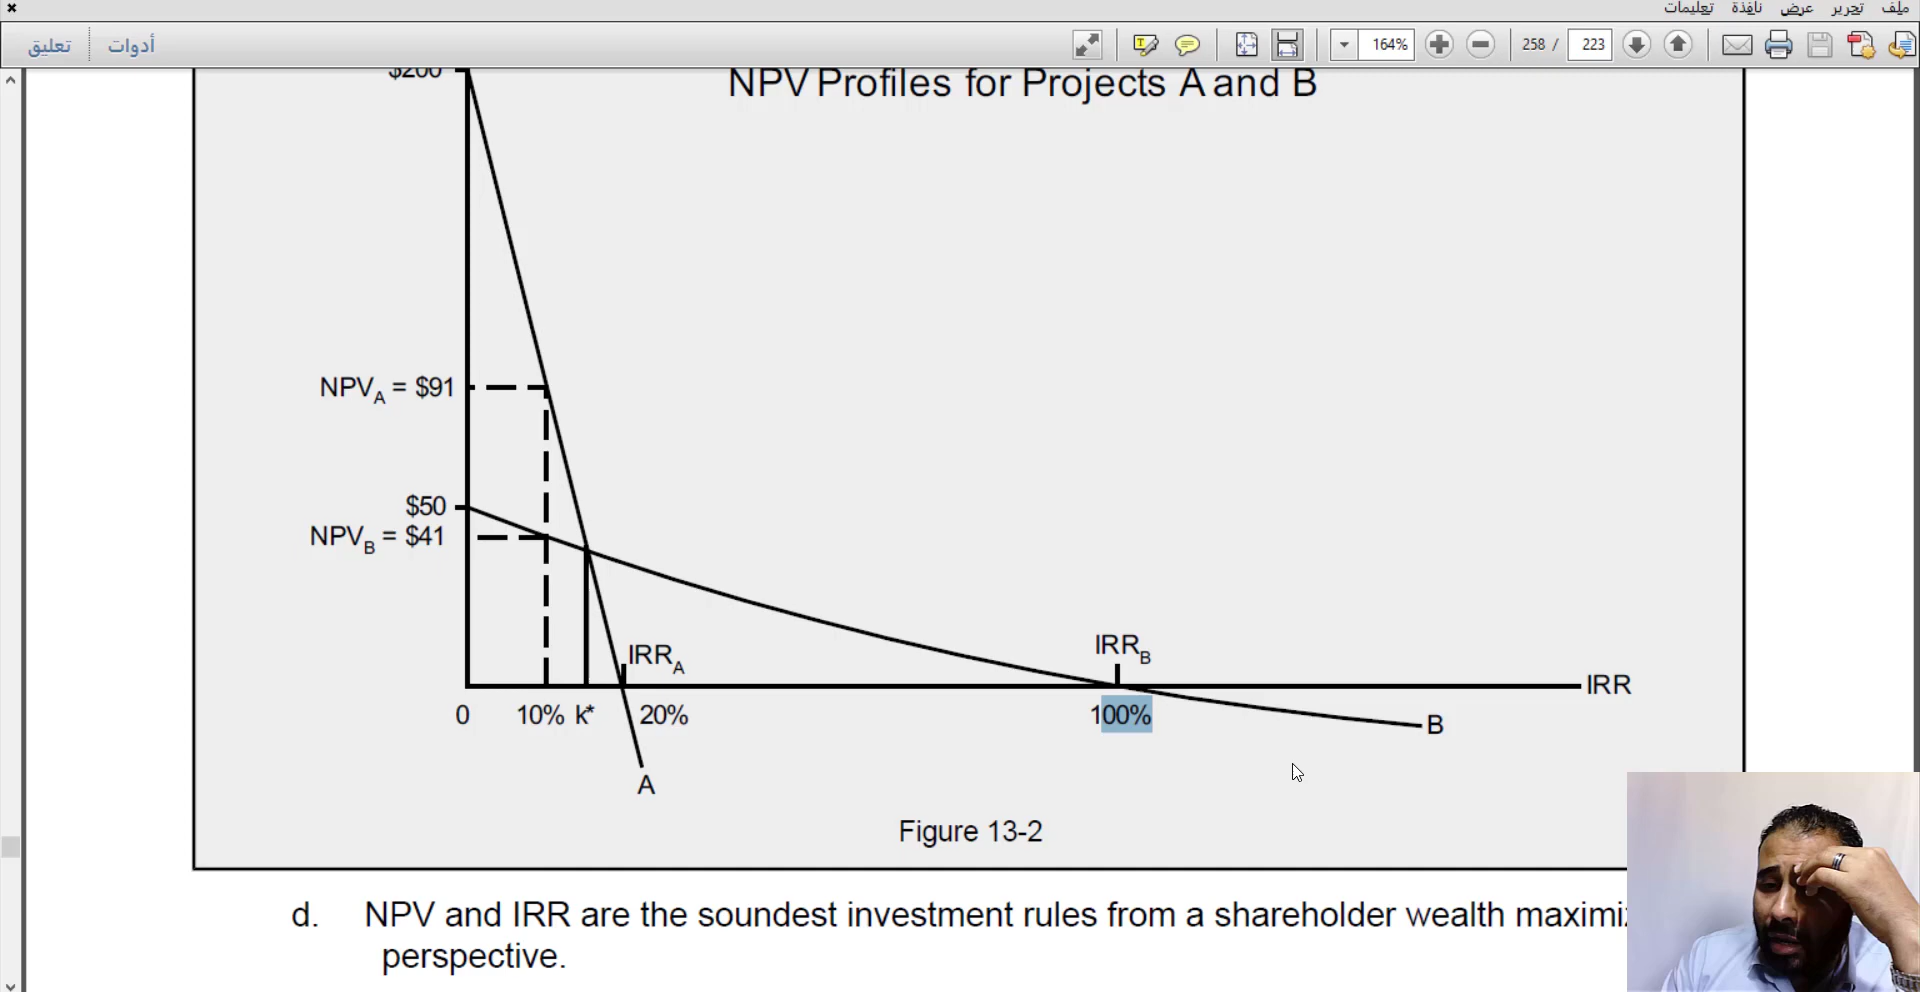 ملف تحرير عرض نافذة تعليمات
223 / 258 164% أدوات تعليق
$200
NPV Profiles for Projects A and B
NPVA = $91
$50
NPVB = $41
IRRA
IRRB
IRR
0 10% k* 20% 100%
B
A
Figure 13-2
d. NPV and IRR are the soundest investment rules from a shareholder wealth
perspective.